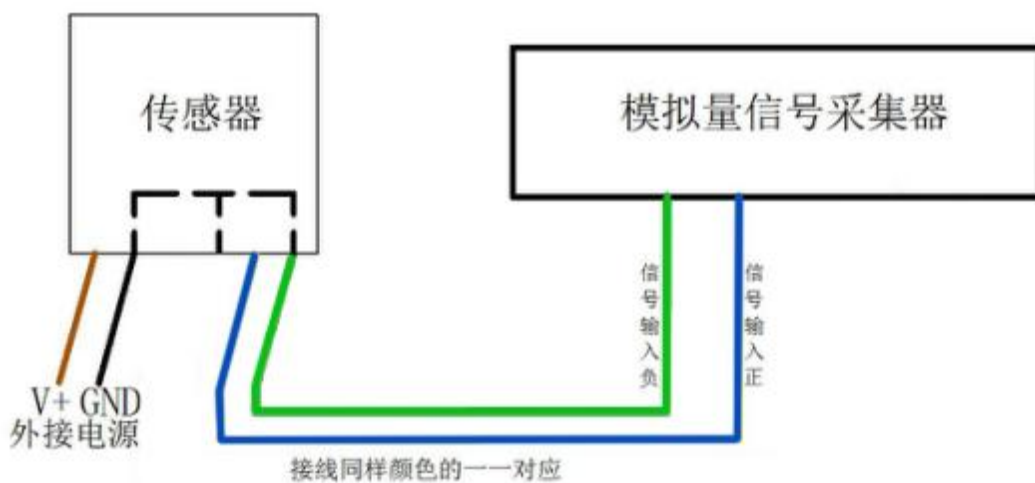 传感器
模拟量信号采集器
信号输入负
信号输入正
V+ GND
外接电源
接线同样颜色的一一对应